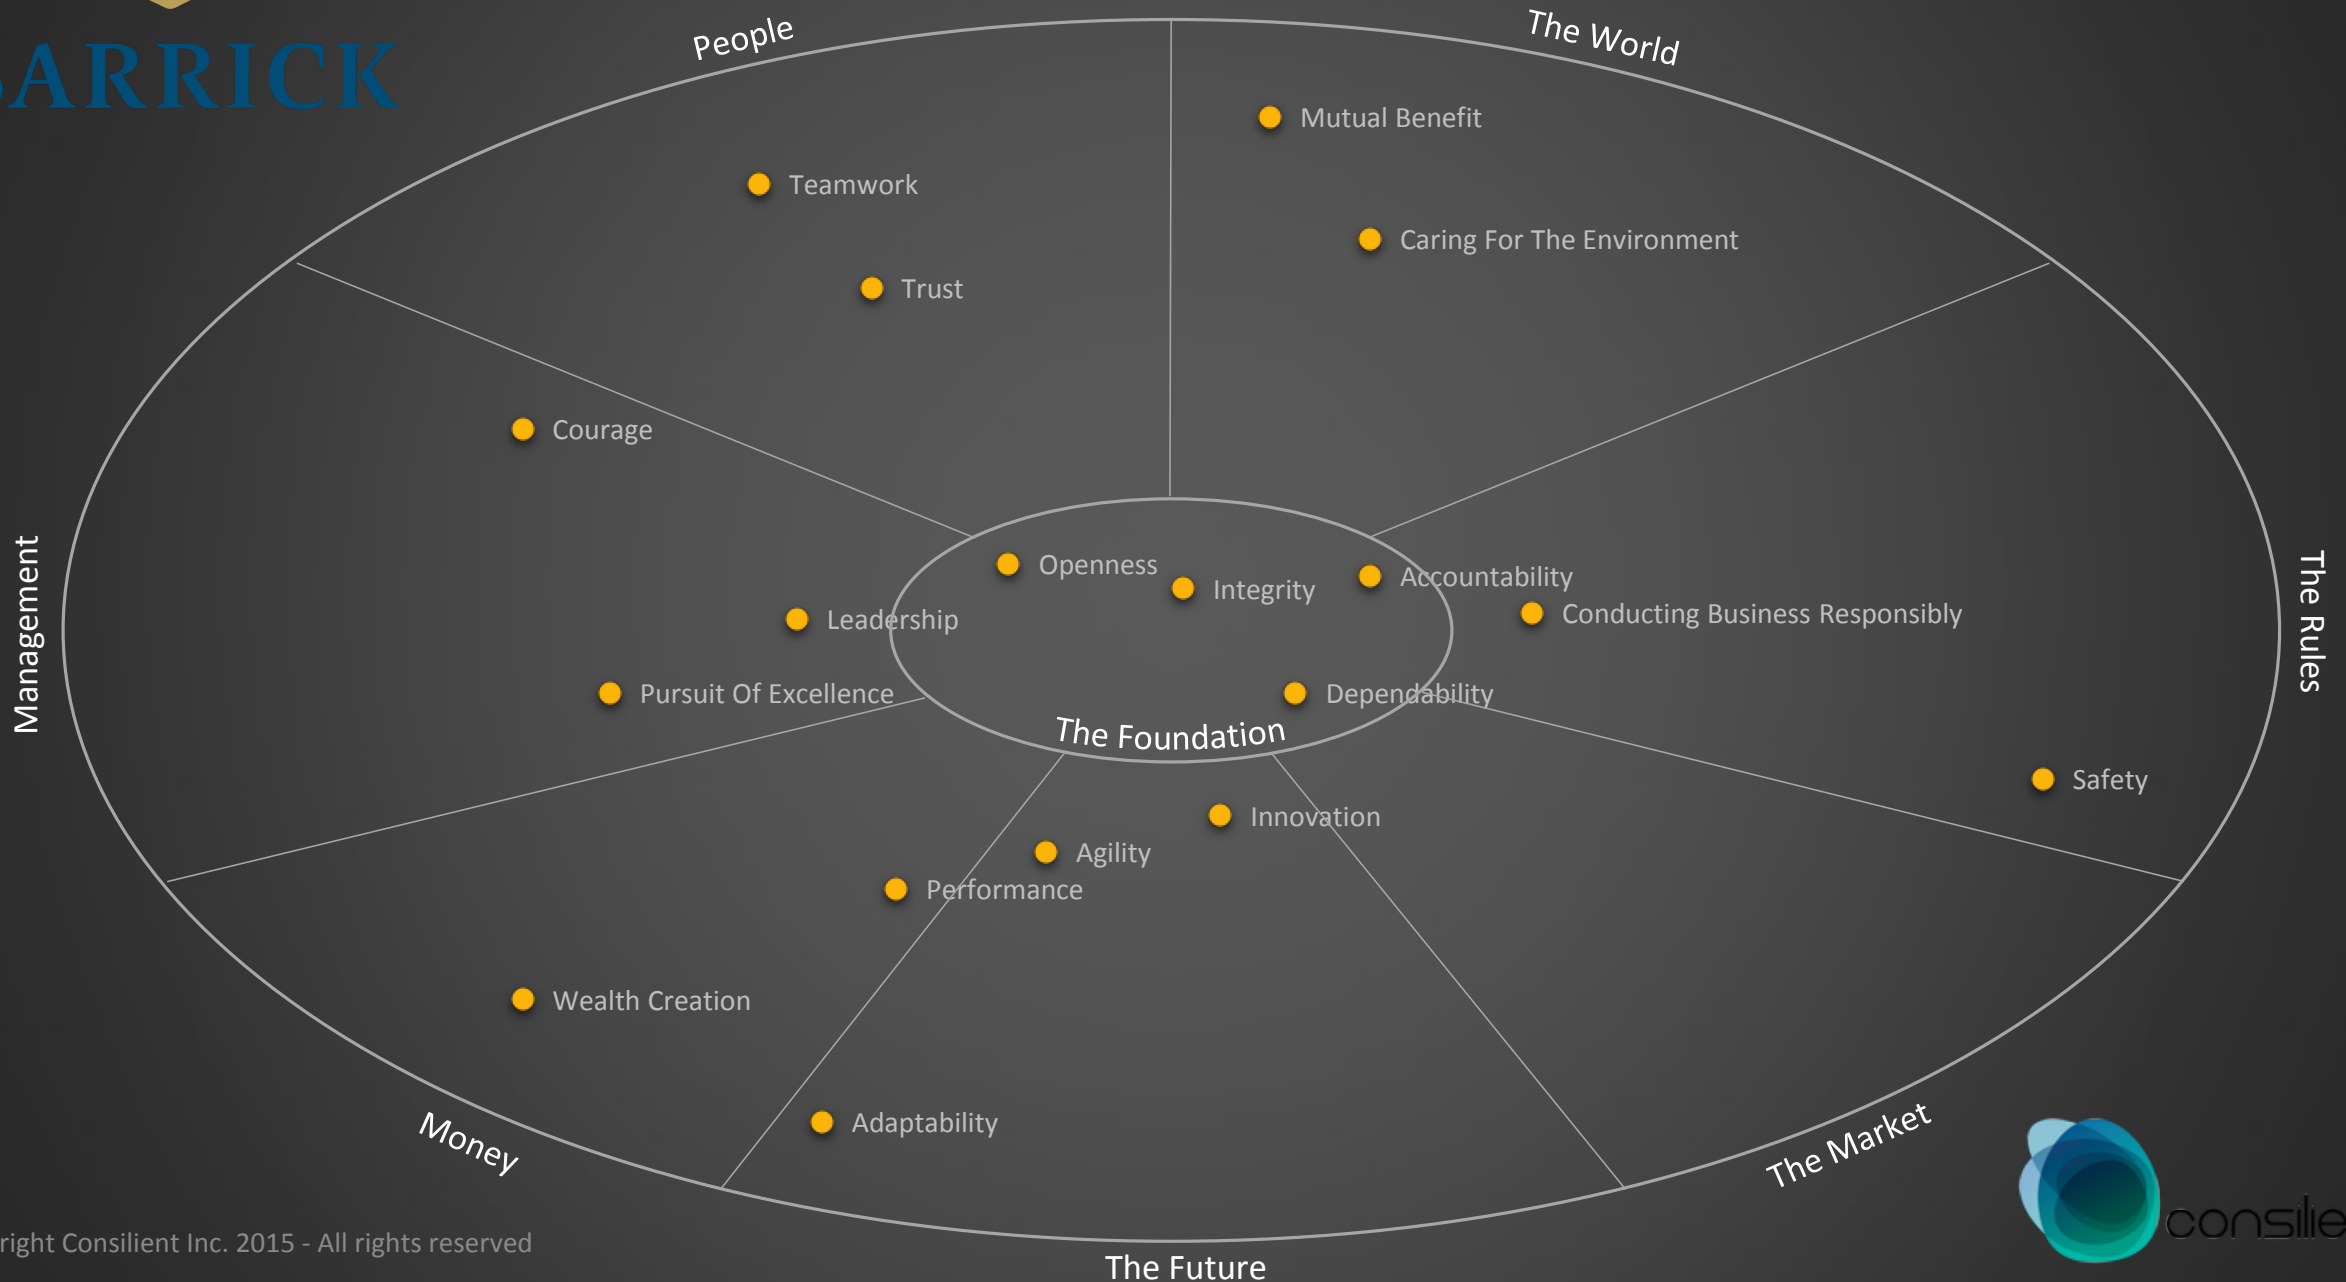 People
The World
ARRICK
Mutual Benefit
Teamwork
Caring For The Environment
Trust
Courage
Management
The Rules
Openness
Integrity
Accountability
Leadership
Conducting Business Responsibly
Pursuit Of Excellence
Dependability
The Foundation
Safety
Innovation
Agility
Performance
Wealth Creation
Adaptability
Money
The Market
consilie
right Consilient Inc. 2015 - All rights reserved
The Future